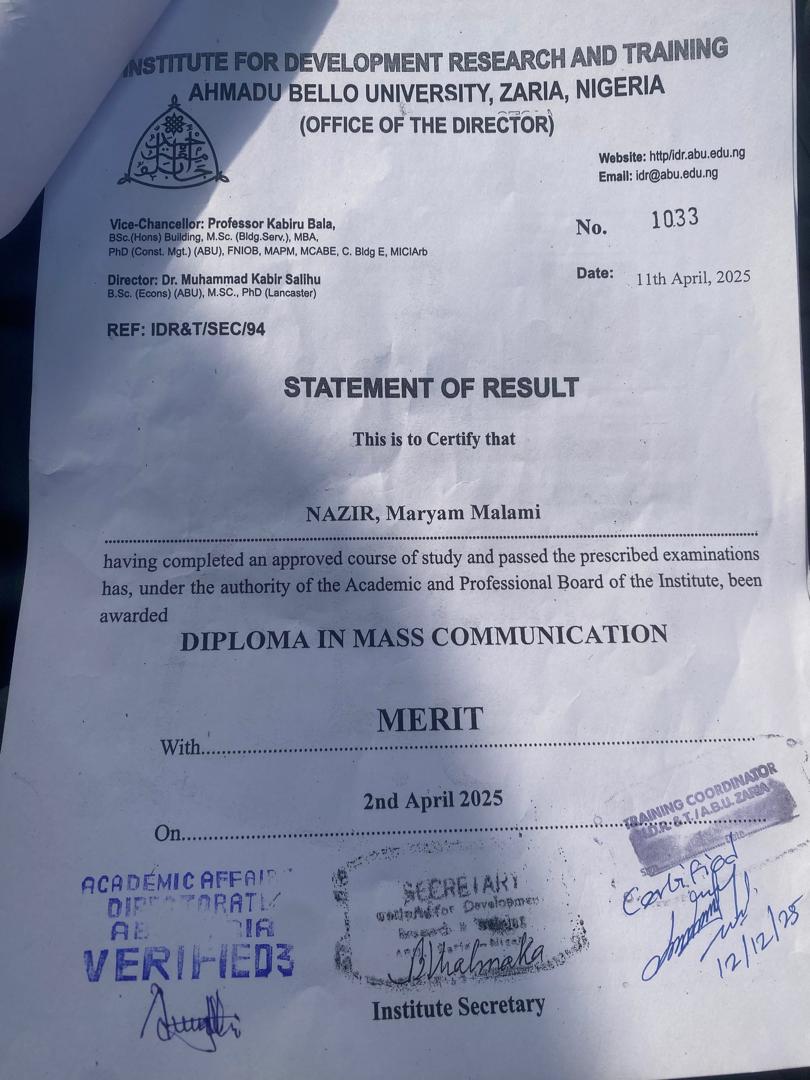 INSTITUTE FOR DEVELOPMENT RESEARCH AND TRAINING
AHMADU BELLO UNIVERSITY, ZARIA, NIGERIA
(OFFICE OF THE DIRECTOR)
Website: http/idr.abu.edu.ng
Email: idr@abu.edu.ng
Vice-Chancellor: Professor Kabiru Bala,
BSc.(Hons) Building, M.Sc. (Bldg.Serv.), MBA,
PhD (Const. Mgt.) (ABU), FNIOB, MAPM, MCABE, C. Bldg E, MICIArb
No. 1033
Director: Dr. Muhammad Kabir Salihu
B.Sc. (Econs) (ABU), M.SC., PhD (Lancaster)
Date: 11th April, 2025
REF: IDR&T/SEC/94
STATEMENT OF RESULT
This is to Certify that
NAZIR, Maryam Malami
having completed an approved course of study and passed the prescribed examinations
has, under the authority of the Academic and Professional Board of the Institute, been
awarded
DIPLOMA IN MASS COMMUNICATION
MERIT
With
2nd April 2025
On
TRAINING COORDINATOR
I.D.R. & T. / A.B.U. ZARIA
Certified
12/12/25
ACADEMIC AFFAIR
VERIFIED3
SECRETARY
for Development
Research &
Institute Secretary